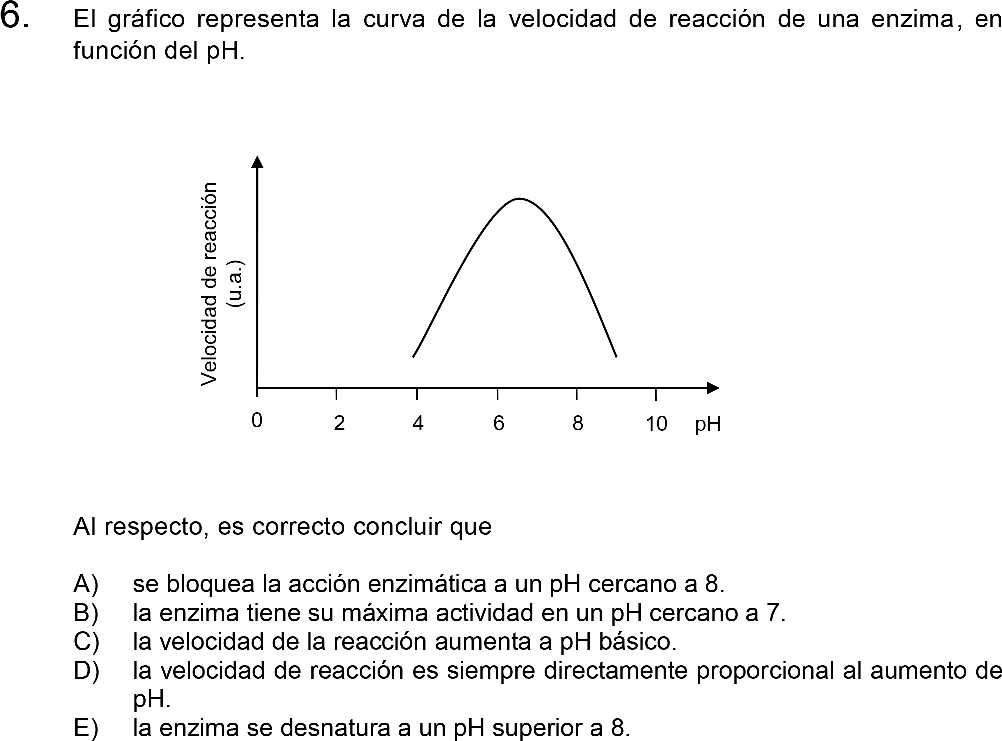 6. El gráfico representa la curva de la velocidad de reacción de una enzima, en
función del pH.
Velocidad de reacción
(u.a.)
0 2 4 6 8 10 pH
Al respecto, es correcto concluir que
A) se bloquea la acción enzimática a un pH cercano a 8.
B) la enzima tiene su máxima actividad en un pH cercano a 7.
C) la velocidad de la reacción aumenta a pH básico.
D) la velocidad de reacción es siempre directamente proporcional al aumento de
pH.
E) la enzima se desnatura a un pH superior a 8.